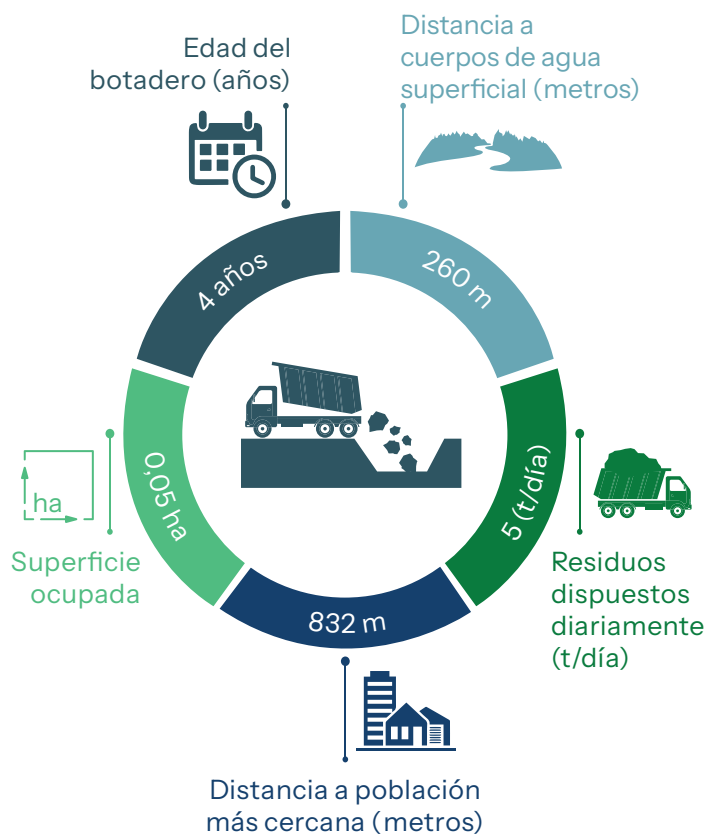 Edad del
botadero (años)
Distancia a
cuerpos de agua
superficial (metros)
4 años
260 m
0,05 ha
5 (t/día)
832 m
ha
Superficie
ocupada
Residuos
dispuestos
diariamente
(t/día)
Distancia a población
más cercana (metros)